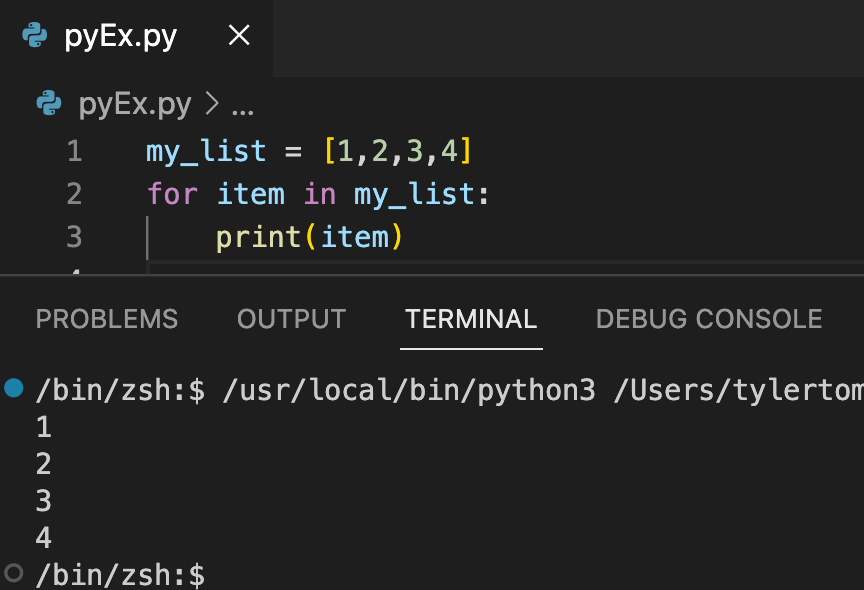 pyEx.py
pyEx.py > ...
1 my_list = [1,2,3,4]
2 for item in my_list:
3     print(item)
PROBLEMS OUTPUT TERMINAL DEBUG CONSOLE
/bin/zsh:$ /usr/local/bin/python3 /Users/tylertom
1
2
3
4
/bin/zsh:$